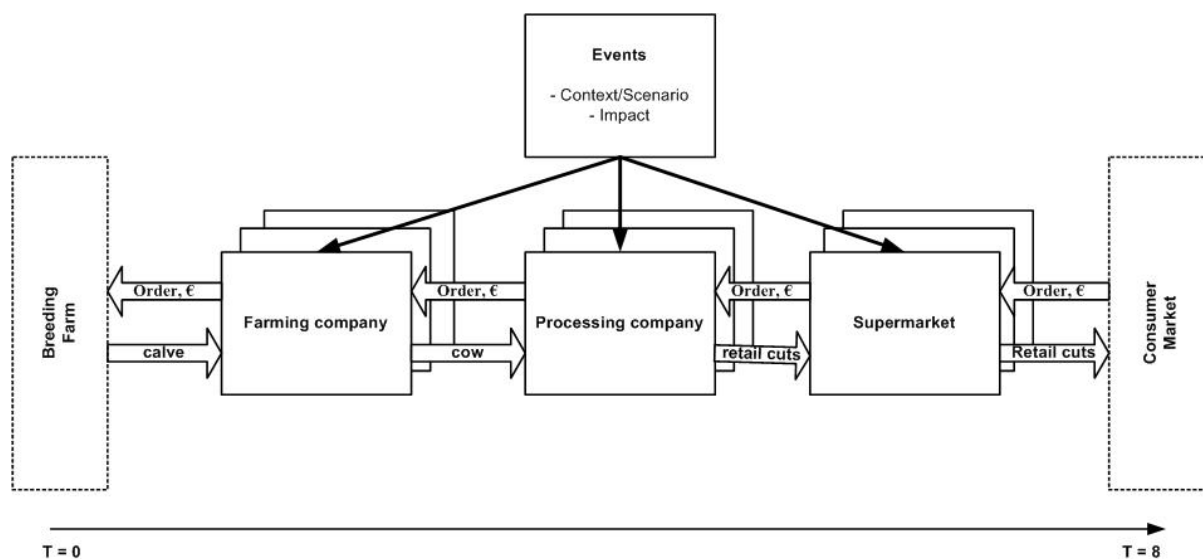 Events
- Context/Scenario
- Impact
Breeding
Farm
Order, €
calve
Farming company
Order, €
cow
Processing company
Order, €
retail cuts
Supermarket
Order, €
Retail cuts
Consumer
Market
T = 0
T = 8